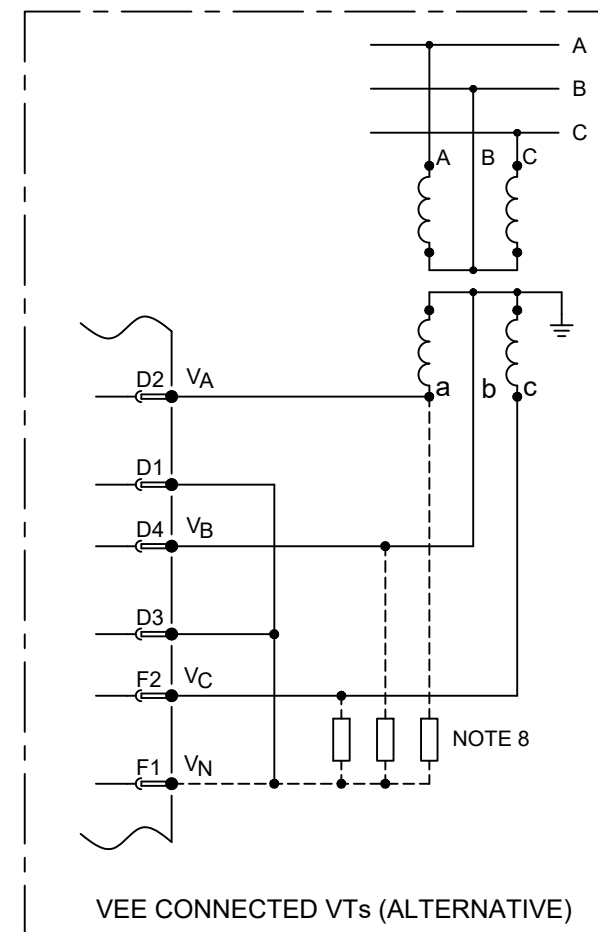 A
B
C
A B C
a b c
D2 VA
D1
D4 VB
D3
F2 VC
NOTE 8
F1 VN
VEE CONNECTED VTs (ALTERNATIVE)